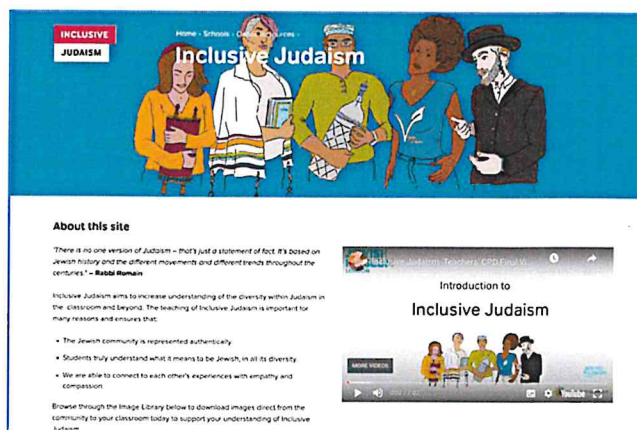 INCLUSIVE
JUDAISM
Home - Schools -
Inclusive Judaism
About this site
"There is no one version of Judaism – that's just a statement of fact. It's based on
Jewish history and the different movements and different trends throughout the
centuries." – Rabbi Romain
Inclusive Judaism aims to increase understanding of the diversity within Judaism in
the classroom and beyond. The teaching of Inclusive Judaism is important for
many reasons and ensures that:
• The Jewish community is represented authentically.
• Students truly understand what it means to be Jewish, in all its diversity.
• We are able to connect to each other's experiences with empathy and
compassion.
Browse through the Image Library below to download images direct from the
community to your classroom today to support your understanding of Inclusive
Judaism.
Judaism: Teachers' CPD Final
Introduction to
Inclusive Judaism
MORE VIDEOS
YouTube